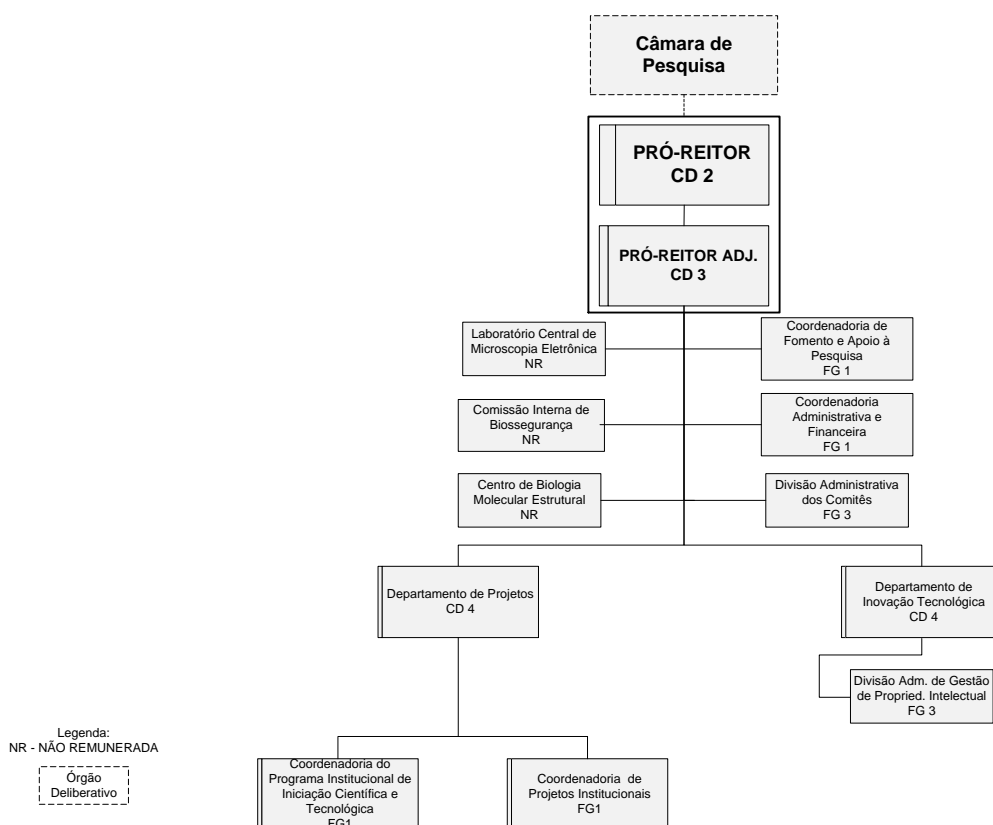 Câmara de
Pesquisa
PRÓ-REITOR
CD 2
PRÓ-REITOR ADJ.
CD 3
Laboratório Central de
Microscopia Eletrônica
NR
Coordenadoria de
Fomento e Apoio à
Pesquisa
FG 1
Comissão Interna de
Biossegurança
NR
Coordenadoria
Administrativa e
Financeira
FG 1
Centro de Biologia
Molecular Estrutural
NR
Divisão Administrativa
dos Comitês
FG 3
Departamento de Projetos
CD 4
Departamento de
Inovação Tecnológica
CD 4
Divisão Adm. de Gestão
de Propried. Intelectual
FG 3
Legenda:
NR - NÃO REMUNERADA
Órgão
Deliberativo
Coordenadoria do
Programa Institucional de
Iniciação Científica e
Tecnológica
FG1
Coordenadoria  de
Projetos Institucionais
FG1